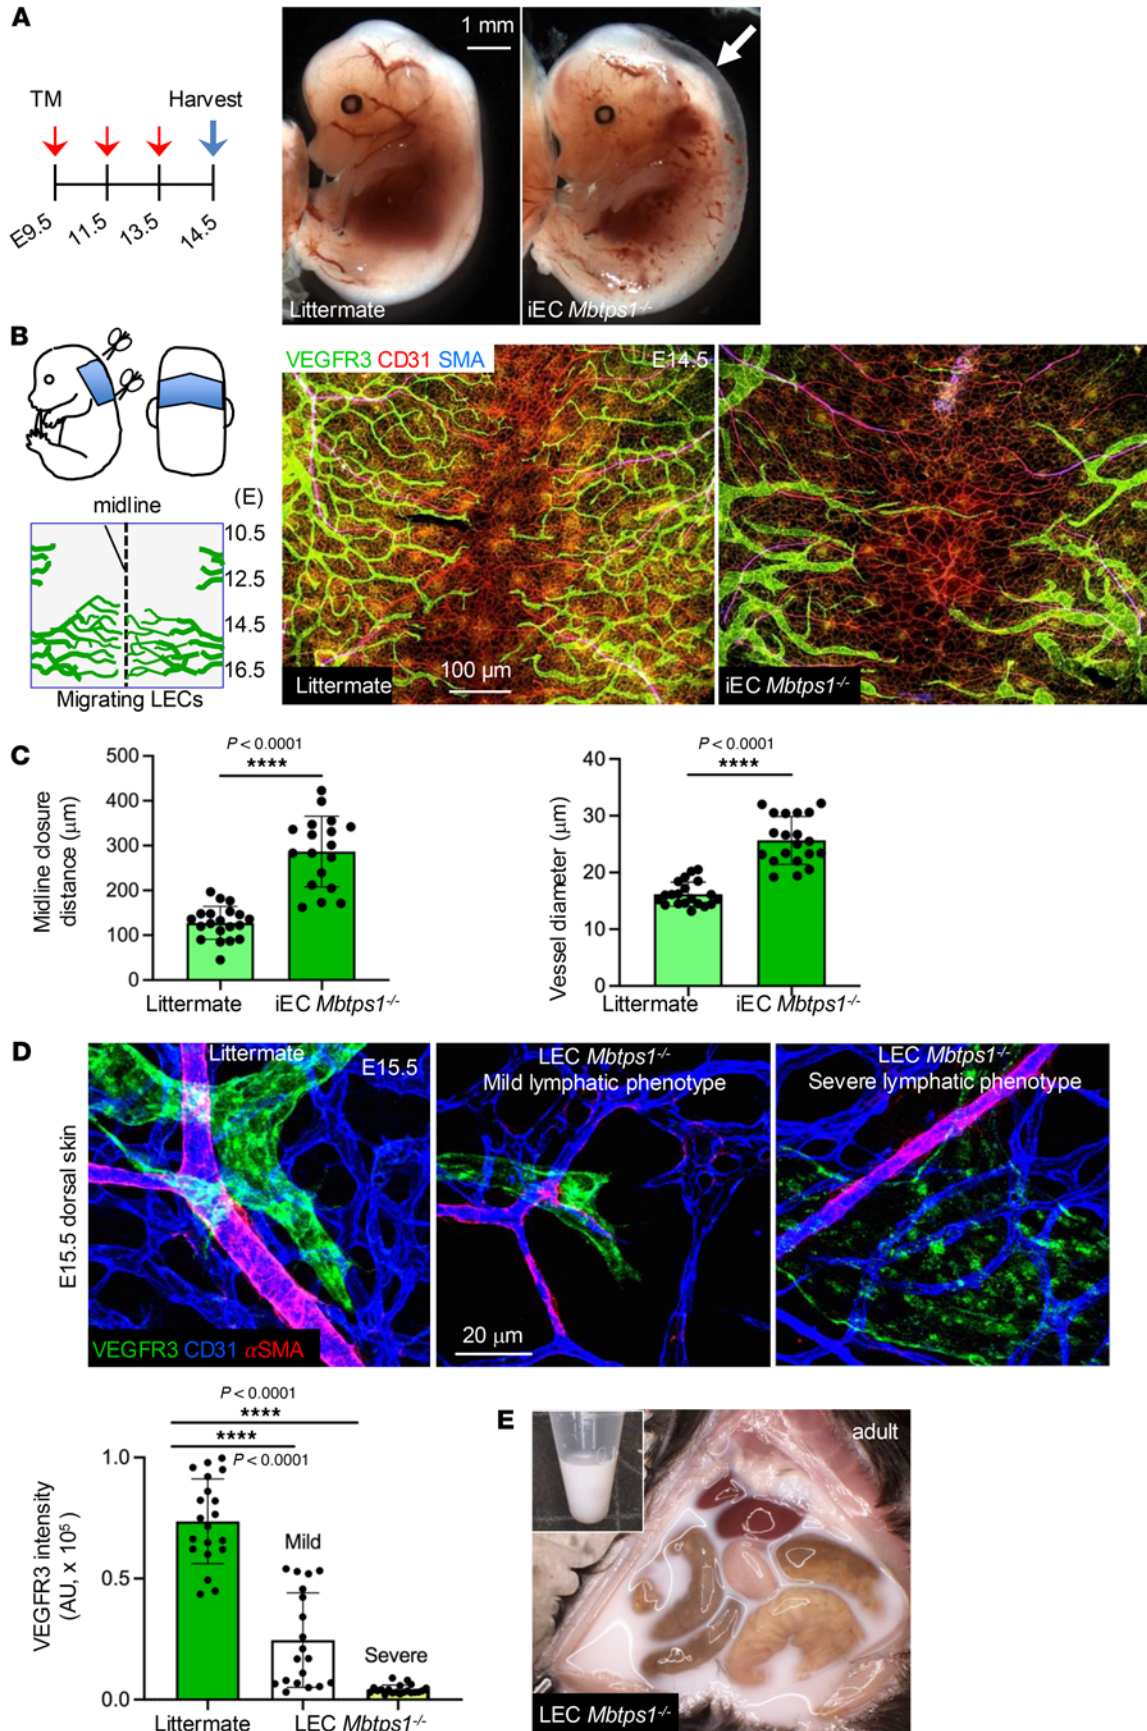 A
TM
Harvest
E9.5
11.5
13.5
14.5
1 mm
Littermate
iEC Mbtps1-/-
B
midline
(E)
10.5
12.5
14.5
16.5
Migrating LECs
VEGFR3 CD31 SMA
E14.5
Littermate
100 μm
iEC Mbtps1-/-
C
P < 0.0001
****
Midline closure
distance (μm)
500
400
300
200
100
0
Littermate
iEC Mbtps1-/-
P < 0.0001
****
Vessel diameter (μm)
40
30
20
10
0
Littermate
iEC Mbtps1-/-
D
E15.5 dorsal skin
Littermate
E15.5
VEGFR3 CD31 αSMA
LEC Mbtps1-/-
Mild lymphatic phenotype
20 μm
LEC Mbtps1-/-
Severe lymphatic phenotype
P < 0.0001
****
****
P < 0.0001
VEGFR3 intensity
(AU, x 10⁵)
1.0
0.5
0.0
Mild
Severe
Littermate
LEC Mbtps1-/-
E
adult
LEC Mbtps1-/-